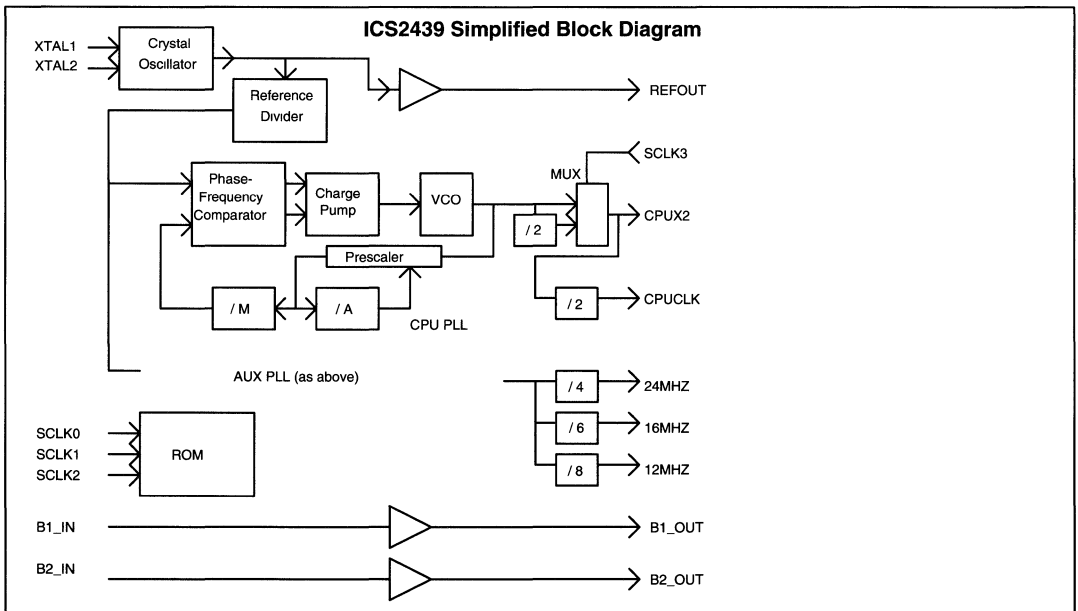 ICS2439 Simplified Block Diagram
XTAL1
XTAL2
Crystal
Oscillator
Reference
Divider
REFOUT
SCLK3
MUX
Phase-
Frequency
Comparator
Charge
Pump
VCO
/ 2
CPUX2
Prescaler
/ M
/ A
/ 2
CPUCLK
CPU PLL
AUX PLL (as above)
/ 4
24MHZ
/ 6
16MHZ
/ 8
12MHZ
SCLK0
SCLK1
SCLK2
ROM
B1_IN
B1_OUT
B2_IN
B2_OUT